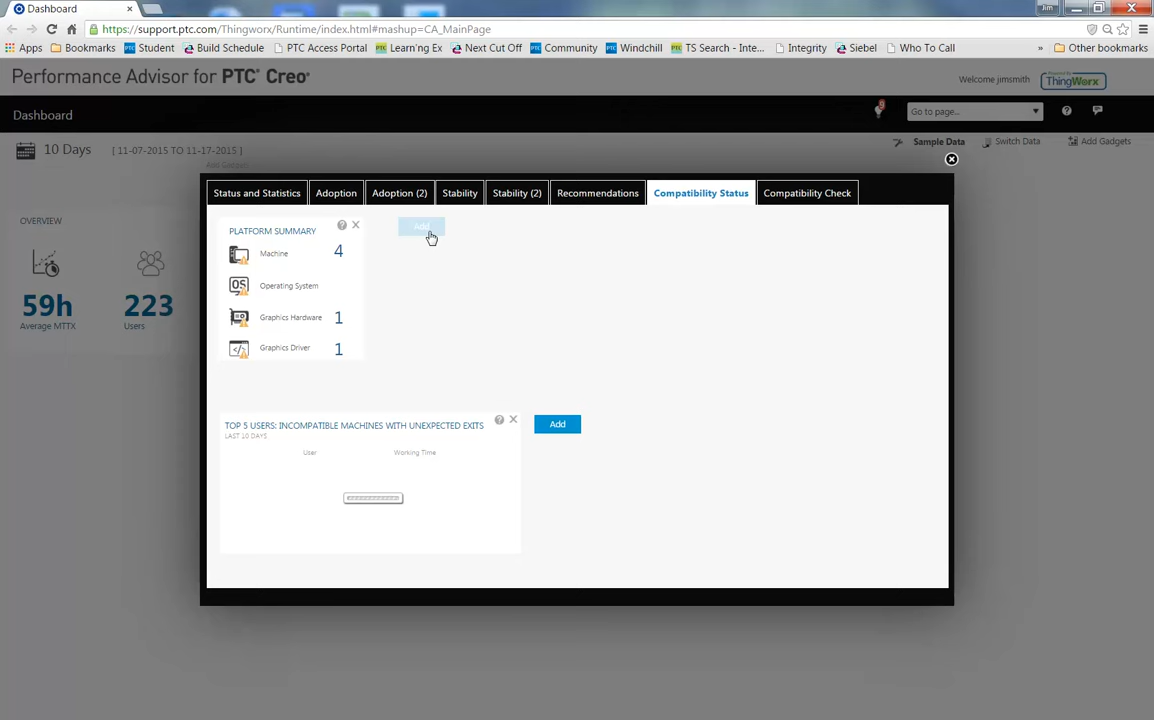 Dashboard
Jim
https://support.ptc.com/Thingworx/Runtime/index.html#mashup=CA_MainPage
Apps Bookmarks Student Build Schedule PTC Access Portal Learn'ng Ex Next Cut Off Community Windchill TS Search - Inte... Integrity Siebel Who To Call » Other bookmarks
Performance Advisor for PTC® Creo®
Welcome jimsmith
ThingWorx
Dashboard
Go to page...
10 Days [ 11-07-2015 TO 11-17-2015 ]
Sample Data Switch Data Add Gadgets
Add Gadgets
Status and Statistics Adoption Adoption (2) Stability Stability (2) Recommendations Compatibility Status Compatibility Check
OVERVIEW
59h
Average MTTX
223
Users
PLATFORM SUMMARY
Add
Machine 4
Operating System
Graphics Hardware 1
Graphics Driver 1
TOP 5 USERS: INCOMPATIBLE MACHINES WITH UNEXPECTED EXITS
Add
LAST 10 DAYS
User Working Time